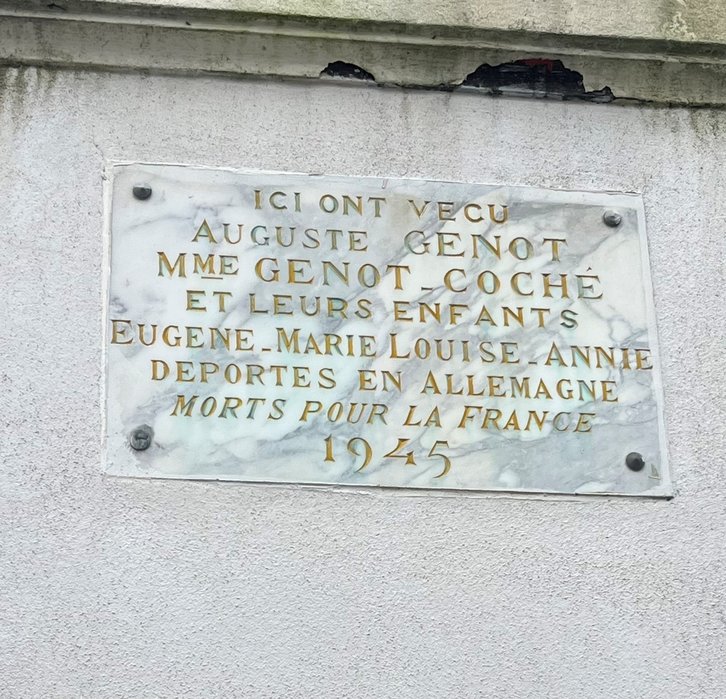 ICI ONT VECU
AUGUSTE GENOT
MME GENOT-COCHÉ
ET LEURS ENFANTS
EUGENE-MARIE LOUISE-ANNIE
DEPORTES EN ALLEMAGNE
MORTS POUR LA FRANCE
1945